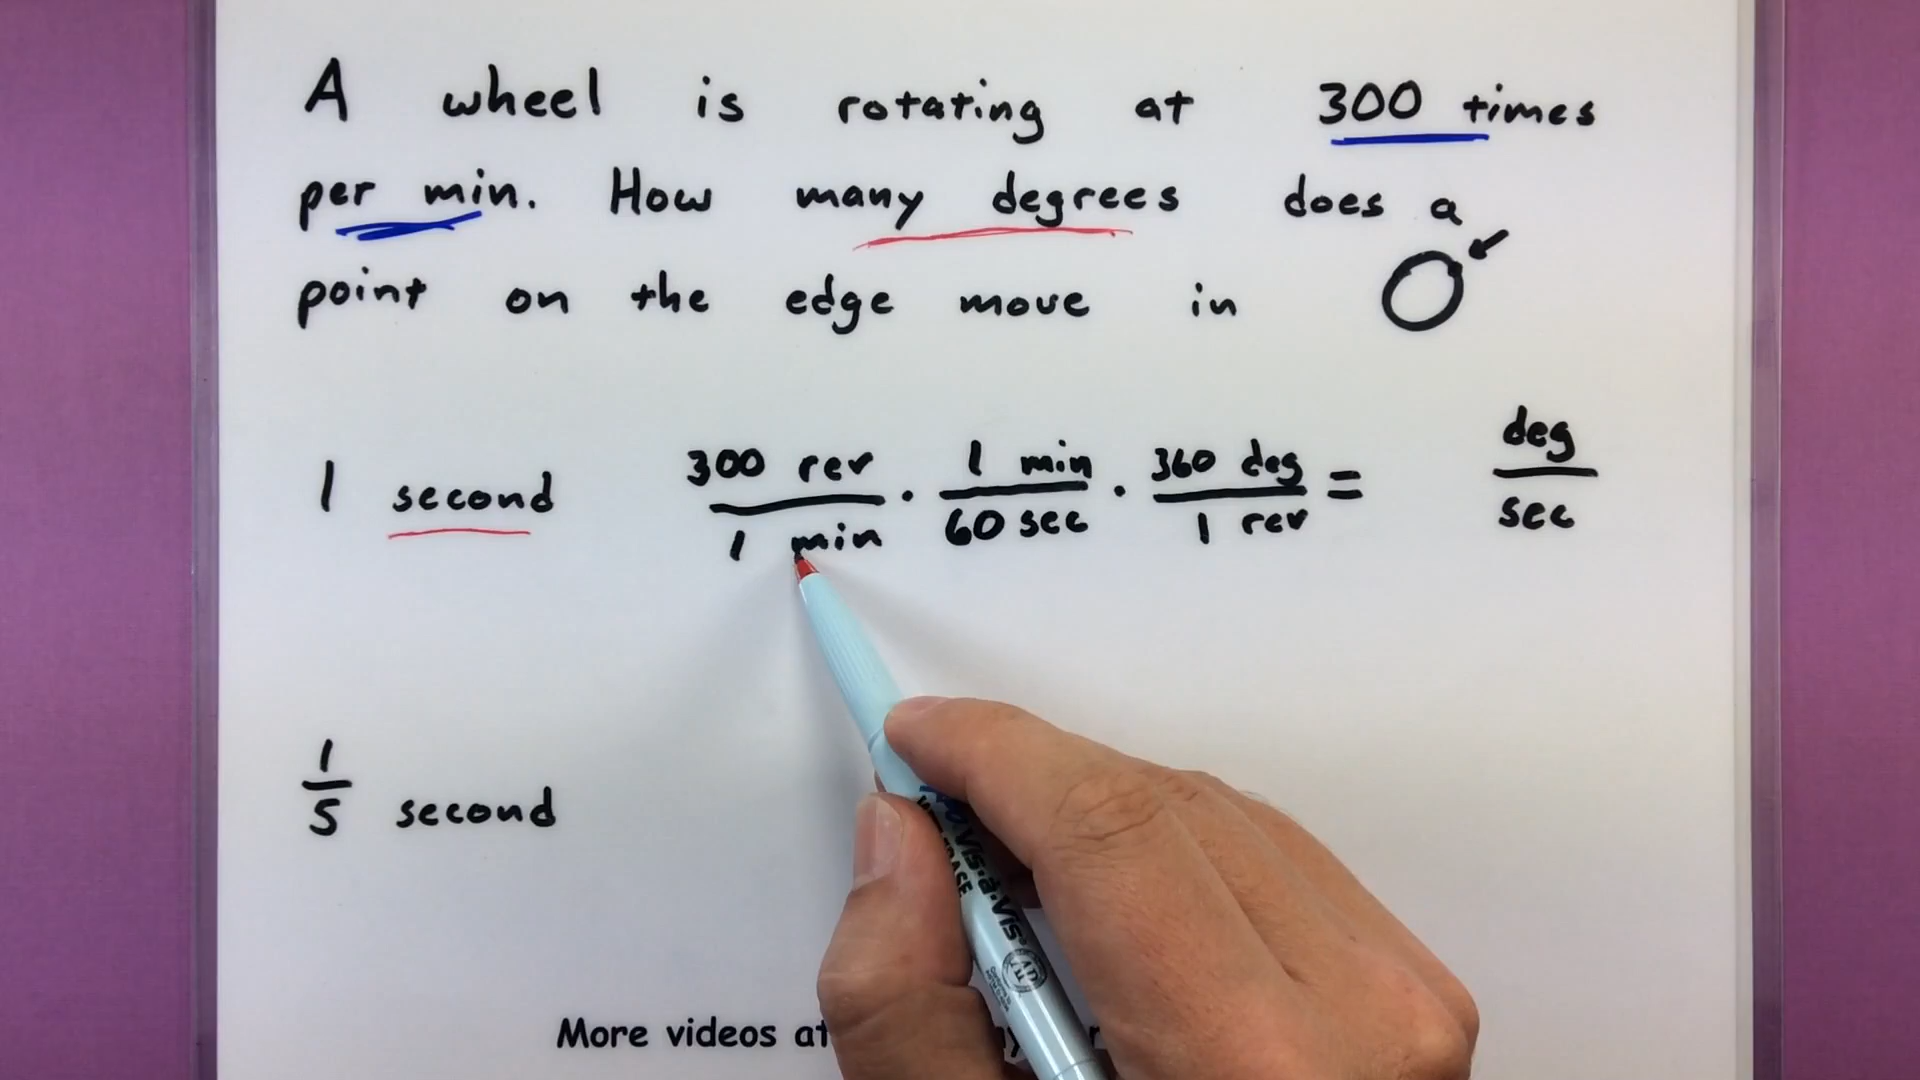 A wheel is rotating at 300 times
per min. How many degrees does a
point on the edge move in
1 second
300 rev / 1 min · 1 min / 60 sec · 360 deg / 1 rev = deg / sec
1/5 second
Vis·à·Vis
More videos at